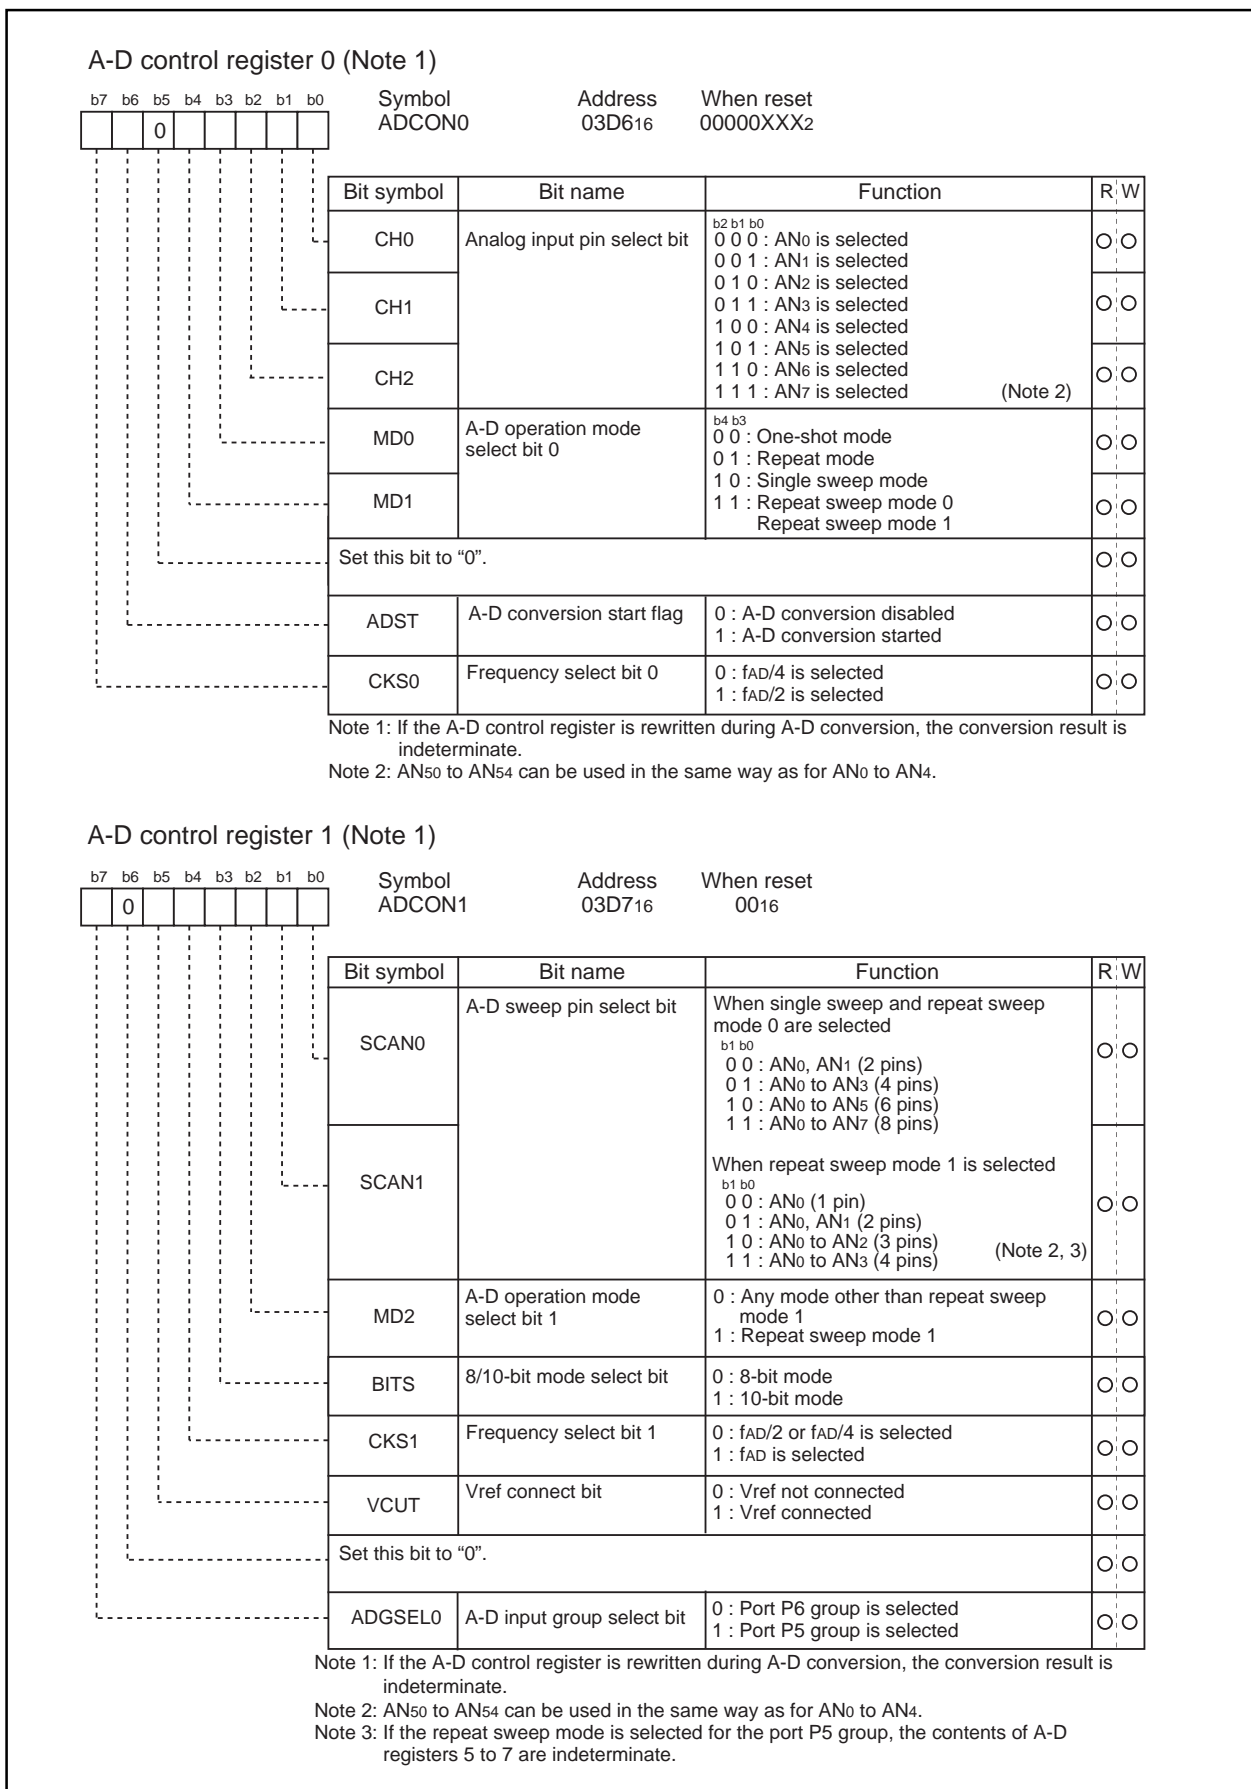 A-D control register 0 (Note 1)
b7 b6 b5 b4 b3 b2 b1 b0
0
Symbol Address When reset
ADCON0 03D616 00000XXX2
Bit symbol Bit name Function R W
CH0 Analog input pin select bit
b2 b1 b0
0 0 0 : AN0 is selected
0 0 1 : AN1 is selected
0 1 0 : AN2 is selected
CH1
0 1 1 : AN3 is selected
1 0 0 : AN4 is selected
1 0 1 : AN5 is selected
CH2
1 1 0 : AN6 is selected
1 1 1 : AN7 is selected (Note 2)
MD0 A-D operation mode
select bit 0
b4 b3
0 0 : One-shot mode
0 1 : Repeat mode
1 0 : Single sweep mode
MD1
1 1 : Repeat sweep mode 0
Repeat sweep mode 1
Set this bit to “0”.
ADST A-D conversion start flag 0 : A-D conversion disabled
1 : A-D conversion started
CKS0 Frequency select bit 0 0 : fAD/4 is selected
1 : fAD/2 is selected
Note 1: If the A-D control register is rewritten during A-D conversion, the conversion result is
indeterminate.
Note 2: AN50 to AN54 can be used in the same way as for AN0 to AN4.
A-D control register 1 (Note 1)
b7 b6 b5 b4 b3 b2 b1 b0
0
Symbol Address When reset
ADCON1 03D716 0016
Bit symbol Bit name Function R W
SCAN0 A-D sweep pin select bit
When single sweep and repeat sweep
mode 0 are selected
b1 b0
0 0 : AN0, AN1 (2 pins)
0 1 : AN0 to AN3 (4 pins)
1 0 : AN0 to AN5 (6 pins)
1 1 : AN0 to AN7 (8 pins)
SCAN1
When repeat sweep mode 1 is selected
b1 b0
0 0 : AN0 (1 pin)
0 1 : AN0, AN1 (2 pins)
1 0 : AN0 to AN2 (3 pins)
1 1 : AN0 to AN3 (4 pins) (Note 2, 3)
MD2 A-D operation mode
select bit 1
0 : Any mode other than repeat sweep
mode 1
1 : Repeat sweep mode 1
BITS 8/10-bit mode select bit 0 : 8-bit mode
1 : 10-bit mode
CKS1 Frequency select bit 1 0 : fAD/2 or fAD/4 is selected
1 : fAD is selected
VCUT Vref connect bit 0 : Vref not connected
1 : Vref connected
Set this bit to “0”.
ADGSEL0 A-D input group select bit 0 : Port P6 group is selected
1 : Port P5 group is selected
Note 1: If the A-D control register is rewritten during A-D conversion, the conversion result is
indeterminate.
Note 2: AN50 to AN54 can be used in the same way as for AN0 to AN4.
Note 3: If the repeat sweep mode is selected for the port P5 group, the contents of A-D
registers 5 to 7 are indeterminate.